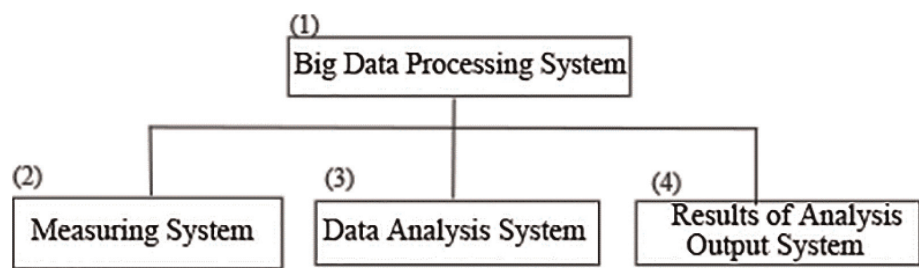 (1)
Big Data Processing System
(2)
Measuring System
(3)
Data Analysis System
(4)
Results of Analysis
Output System